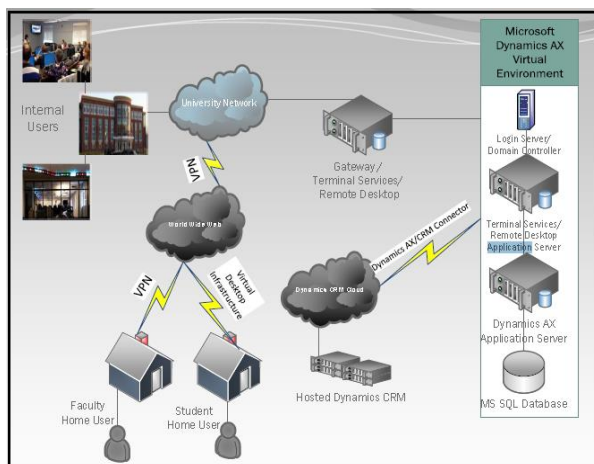 Microsoft
Dynamics AX
Virtual
Environment
Internal
Users
University Network
Gateway/
Terminal Services/
Remote Desktop
Login Server/
Domain Controller
VPN
World Wide Web
Terminal Services/
Remote Desktop
Application Server
Dynamics AX/CRM Connector
VPN
Virtual
Desktop
Infrastructure
Dynamics CRM Cloud
Dynamics AX
Application Server
Hosted Dynamics CRM
MS SQL Database
Faculty
Home User
Student
Home User